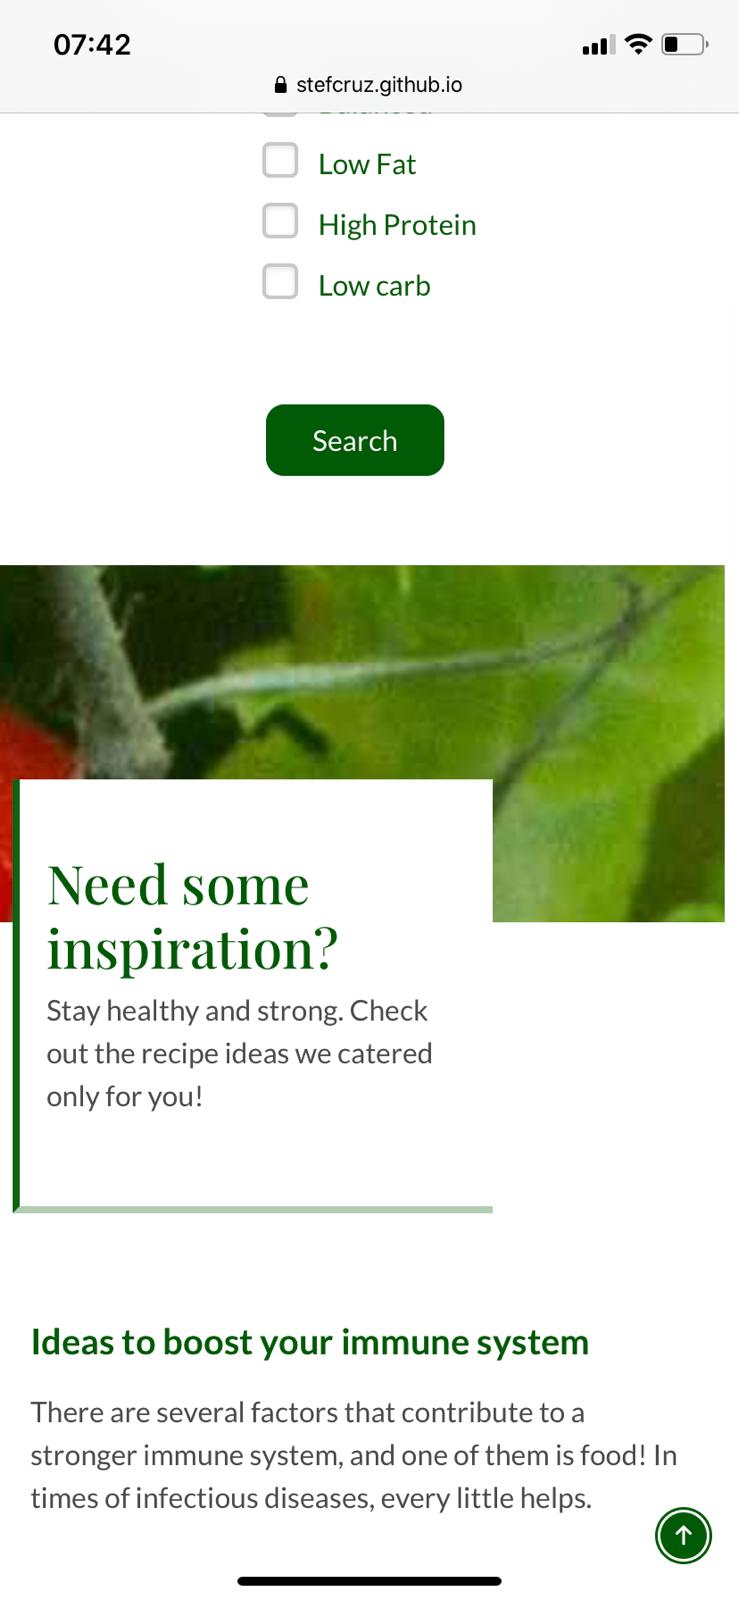 07:42
stefcruz.github.io
Low Fat
High Protein
Low carb
Search
Need some
inspiration?
Stay healthy and strong. Check
out the recipe ideas we catered
only for you!
Ideas to boost your immune system
There are several factors that contribute to a
stronger immune system, and one of them is food! In
times of infectious diseases, every little helps.